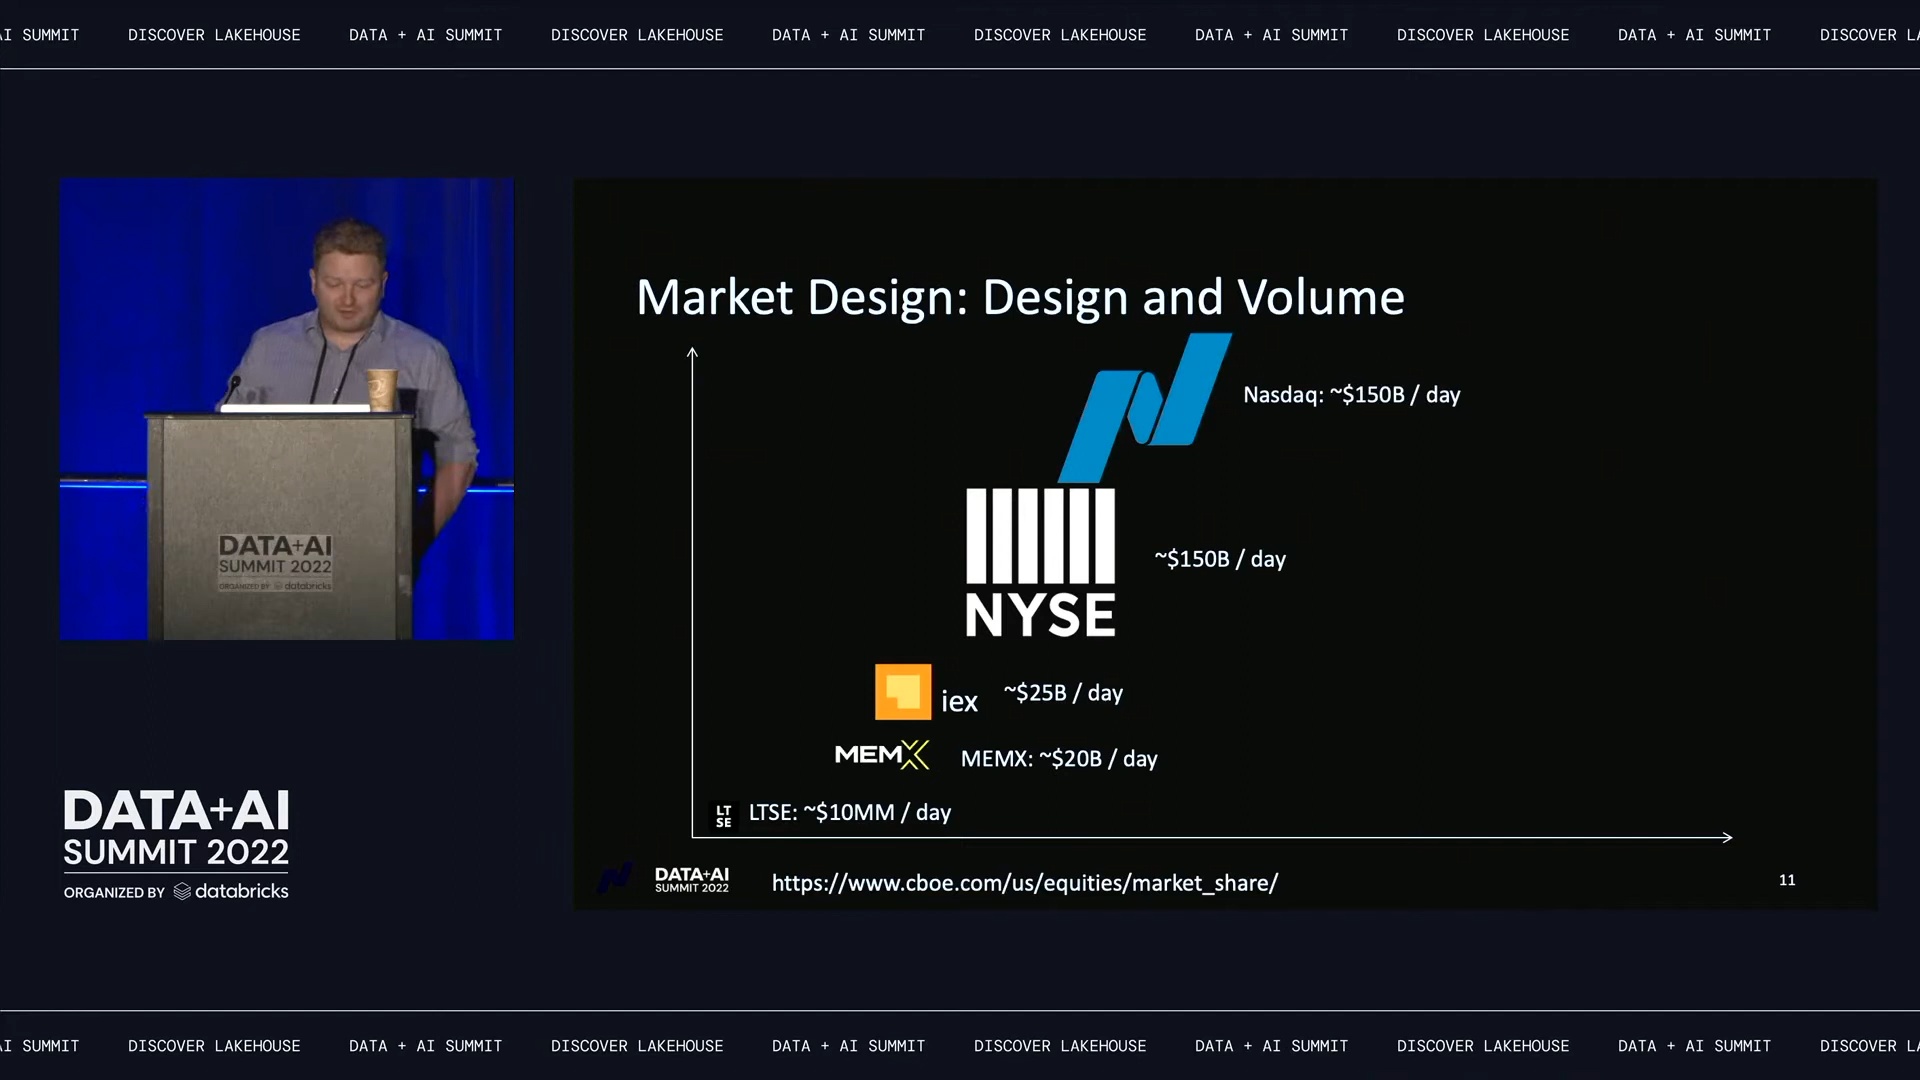 AI SUMMIT DISCOVER LAKEHOUSE DATA + AI SUMMIT DISCOVER LAKEHOUSE DATA + AI SUMMIT DISCOVER LAKEHOUSE DATA + AI SUMMIT DISCOVER LAKEHOUSE DATA + AI SUMMIT DISCOVER
Market Design: Design and Volume
Nasdaq: ~$150B / day
NYSE
~$150B / day
iex ~$25B / day
MEMX MEMX: ~$20B / day
LT
SE
LTSE: ~$10MM / day
DATA+AI
SUMMIT 2022
https://www.cboe.com/us/equities/market_share/
11
DATA+AI
SUMMIT 2022
ORGANIZED BY databricks
DATA+AI
SUMMIT 2022
ORGANIZED BY databricks
AI SUMMIT DISCOVER LAKEHOUSE DATA + AI SUMMIT DISCOVER LAKEHOUSE DATA + AI SUMMIT DISCOVER LAKEHOUSE DATA + AI SUMMIT DISCOVER LAKEHOUSE DATA + AI SUMMIT DISCOVER